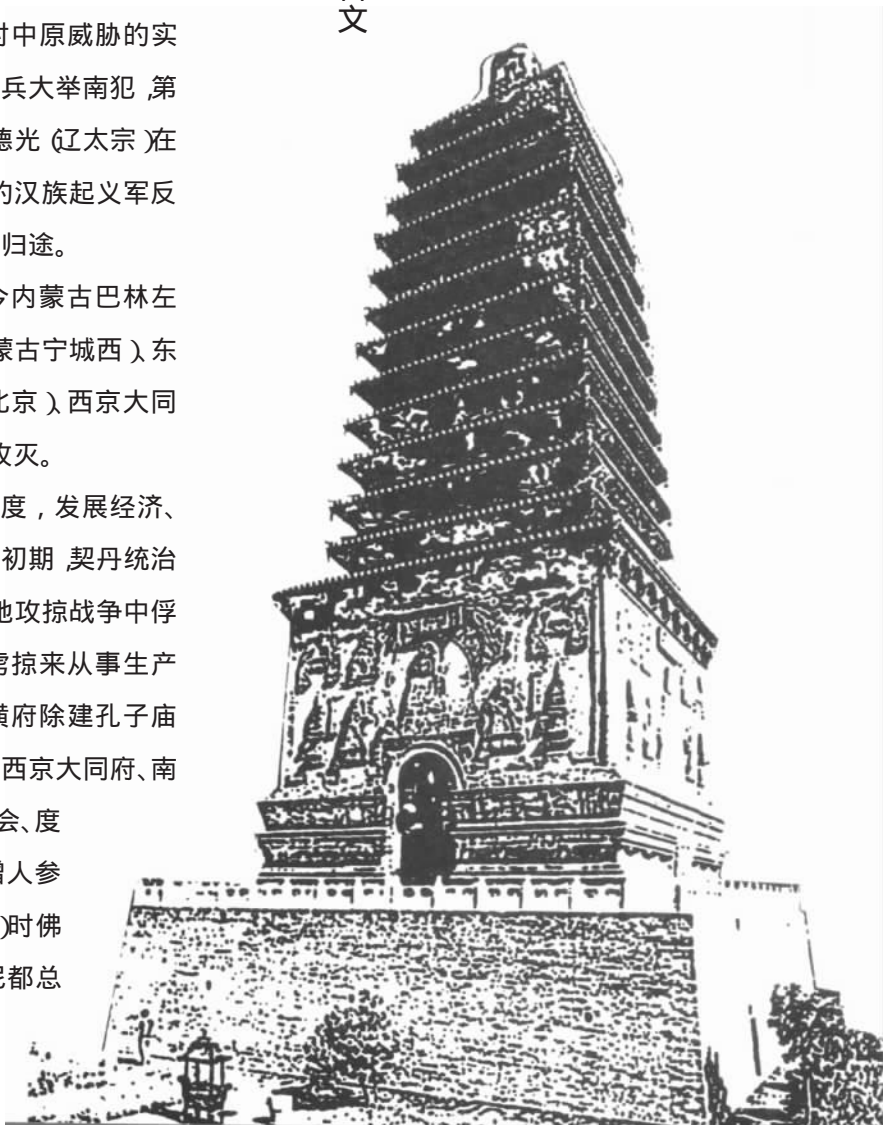 文
对中原威胁的实
兵大举南犯,第
德光(辽太宗)在
的汉族起义军反
归途。
今内蒙古巴林左
蒙古宁城西)、东
北京)、西京大同
攻灭。
度,发展经济、
初期,契丹统治
地攻掠战争中俘
掳掠来从事生产
潢府除建孔子庙
西京大同府、南
会、度
僧人参
)时佛
尼都总